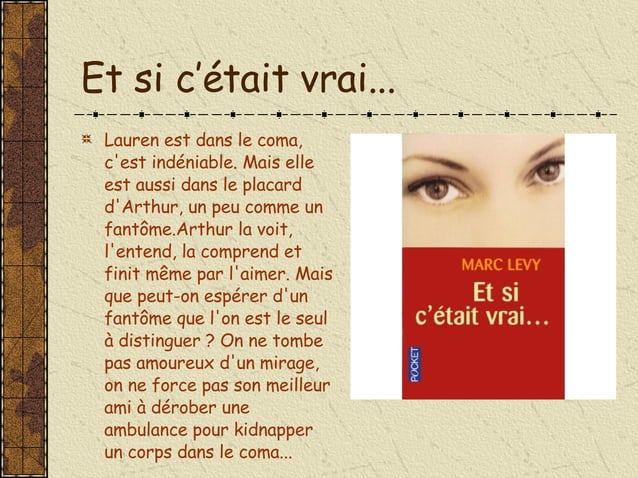 Et si c’était vrai...
Lauren est dans le coma,
c'est indéniable. Mais elle
est aussi dans le placard
d'Arthur, un peu comme un
fantôme.Arthur la voit,
l'entend, la comprend et
finit même par l'aimer. Mais
que peut-on espérer d'un
fantôme que l'on est le seul
à distinguer ? On ne tombe
pas amoureux d'un mirage,
on ne force pas son meilleur
ami à dérober une
ambulance pour kidnapper
un corps dans le coma...
MARC LEVY
Et si
c’était vrai...
POCKET